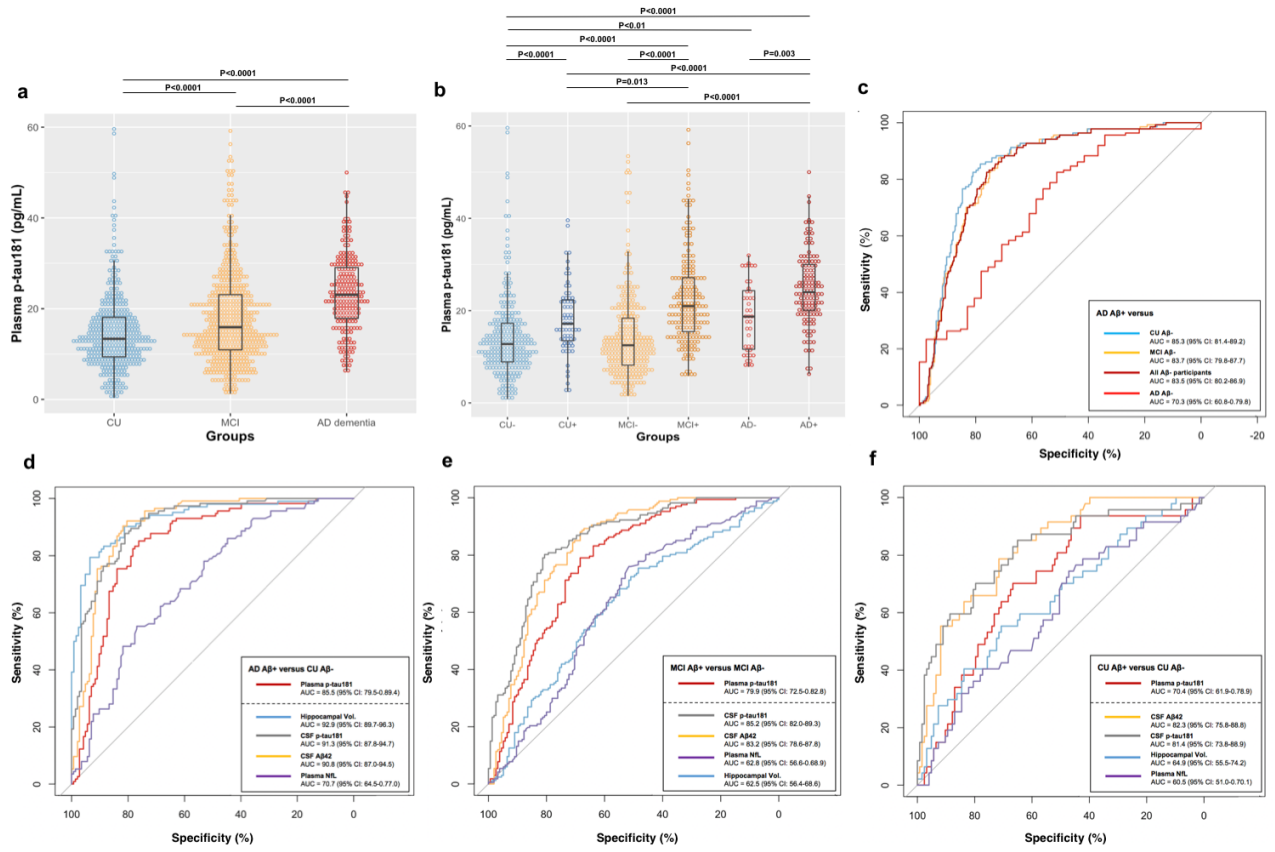 a
P<0.0001
P<0.0001
P<0.0001
Plasma p-tau181 (pg/mL)
60
40
20
0
CU
MCI
AD dementia
Groups
b
P<0.0001
P<0.01
P<0.0001
P<0.0001
P<0.0001
P=0.003
P<0.0001
P=0.013
P<0.0001
Plasma p-tau181 (pg/mL)
60
40
20
0
CU-
CU+
MCI-
MCI+
AD-
AD+
Groups
c
Sensitivity (%)
100
80
60
40
20
0
100
80
60
40
20
0
-20
Specificity (%)
AD Aβ+ versus
CU Aβ-
AUC = 85.3 (95% CI: 81.4-89.2)
MCI Aβ-
AUC = 83.7 (95% CI: 79.8-87.7)
All Aβ- participants
AUC = 83.5 (95% CI: 80.2-86.9)
AD Aβ-
AUC = 70.3 (95% CI: 60.8-0.79.8)
d
Sensitivity (%)
100
80
60
40
20
0
100
80
60
40
20
0
Specificity (%)
AD Aβ+ versus CU Aβ-
Plasma p-tau181
AUC = 85.5 (95% CI: 79.5-0.89.4)
Hippocampal Vol.
AUC = 92.9 (95% CI: 89.7-96.3)
CSF p-tau181
AUC = 91.3 (95% CI: 87.8-94.7)
CSF Aβ42
AUC = 90.8 (95% CI: 87.0-94.5)
Plasma NfL
AUC = 70.7 (95% CI: 64.5-0.77.0)
e
Sensitivity (%)
100
80
60
40
20
0
100
80
60
40
20
0
Specificity (%)
MCI Aβ+ versus MCI Aβ-
Plasma p-tau181
AUC = 79.9 (95% CI: 72.5-0.82.8)
CSF p-tau181
AUC = 85.2 (95% CI: 82.0-89.3)
CSF Aβ42
AUC = 83.2 (95% CI: 78.6-87.8)
Plasma NfL
AUC = 62.8 (95% CI: 56.6-0.68.9)
Hippocampal Vol.
AUC = 62.5 (95% CI: 56.4-68.6)
f
Sensitivity (%)
100
80
60
40
20
0
100
80
60
40
20
0
Specificity (%)
CU Aβ+ versus CU Aβ-
Plasma p-tau181
AUC = 70.4 (95% CI: 61.9-0.78.9)
CSF Aβ42
AUC = 82.3 (95% CI: 75.8-88.8)
CSF p-tau181
AUC = 81.4 (95% CI: 73.8-88.9)
Hippocampal Vol.
AUC = 64.9 (95% CI: 55.5-74.2)
Plasma NfL
AUC = 60.5 (95% CI: 51.0-0.70.1)